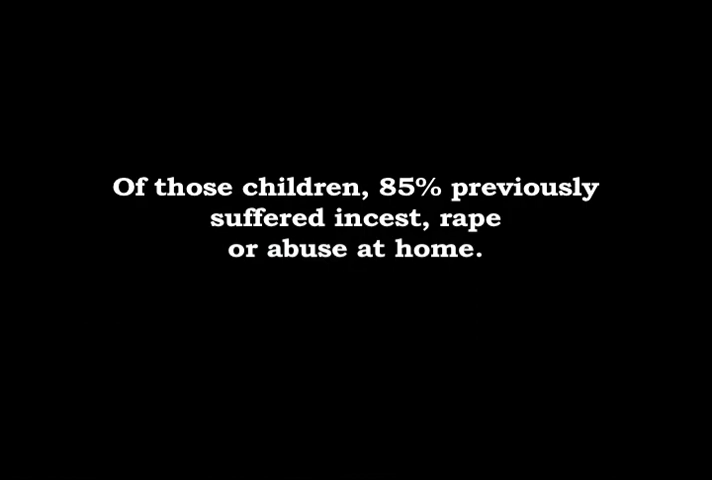 Of those children, 85% previously
suffered incest, rape
or abuse at home.